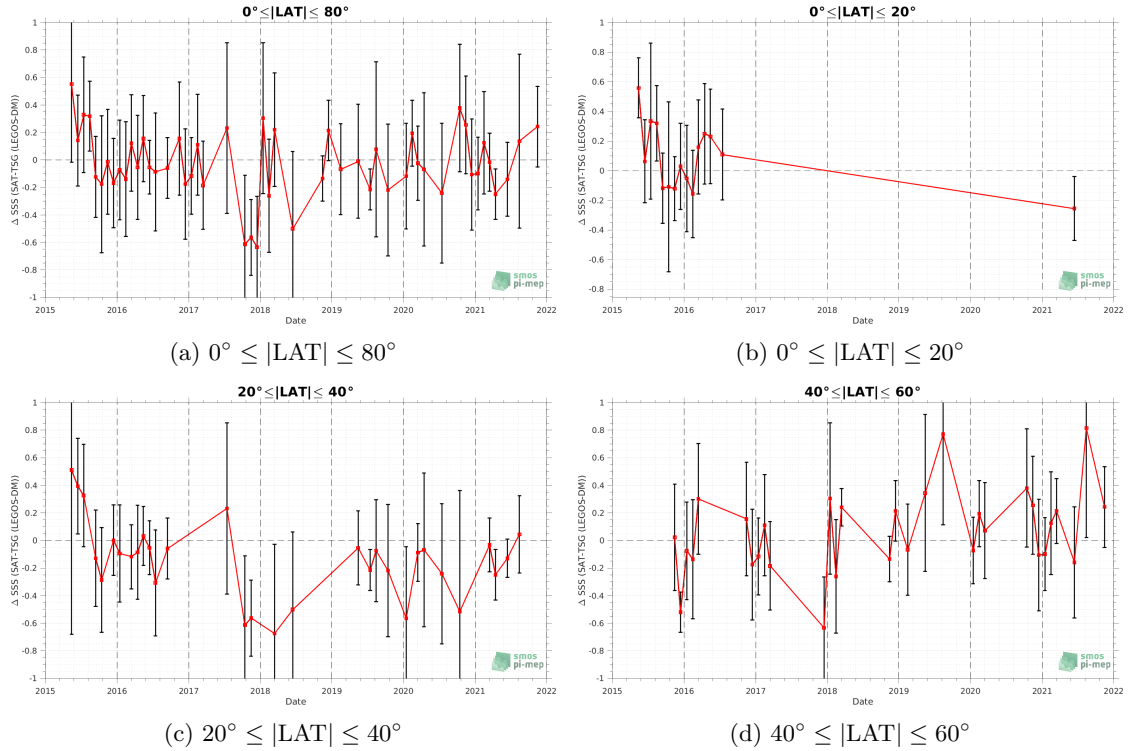 0°≤|LAT|≤ 80°
Δ SSS (SAT-TSG (LEGOS-DM))
1
0.8
0.6
0.4
0.2
0
-0.2
-0.4
-0.6
-0.8
-1
2015 2016 2017 2018 2019 2020 2021 2022
Date
smos
pi-mep
(a) 0° ≤ |LAT| ≤ 80°
0°≤|LAT|≤ 20°
Δ SSS (SAT-TSG (LEGOS-DM))
1
0.8
0.6
0.4
0.2
0
-0.2
-0.4
-0.6
-0.8
2015 2016 2017 2018 2019 2020 2021 2022
Date
smos
pi-mep
(b) 0° ≤ |LAT| ≤ 20°
20°≤|LAT|≤ 40°
Δ SSS (SAT-TSG (LEGOS-DM))
1
0.8
0.6
0.4
0.2
0
-0.2
-0.4
-0.6
-0.8
-1
2015 2016 2017 2018 2019 2020 2021 2022
Date
smos
pi-mep
(c) 20° ≤ |LAT| ≤ 40°
40°≤|LAT|≤ 60°
Δ SSS (SAT-TSG (LEGOS-DM))
1
0.8
0.6
0.4
0.2
0
-0.2
-0.4
-0.6
-0.8
-1
2015 2016 2017 2018 2019 2020 2021 2022
Date
smos
pi-mep
(d) 40° ≤ |LAT| ≤ 60°